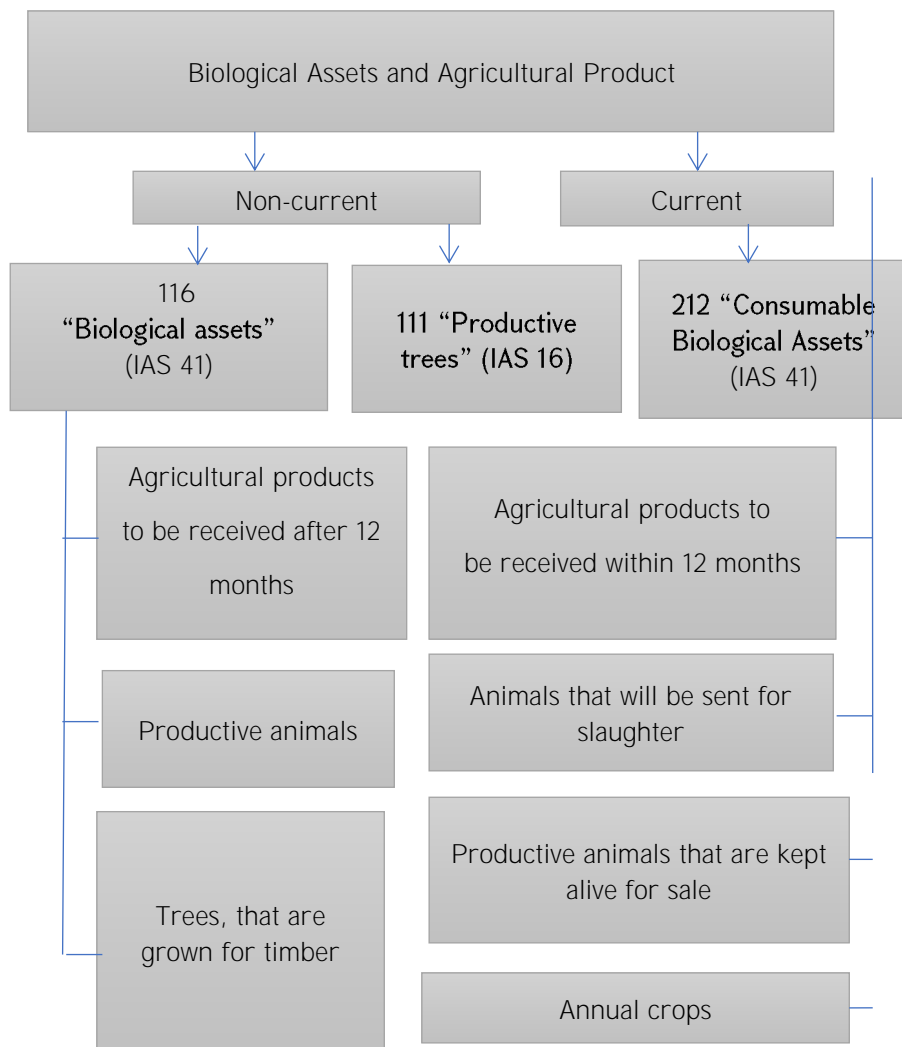 Biological Assets and Agricultural Product
Non-current
Current
116
“Biological assets”
(IAS 41)
111 “Productive
trees” (IAS 16)
212 “Consumable
Biological Assets”
(IAS 41)
Agricultural products
to be received after 12
months
Agricultural products to
be received within 12 months
Productive animals
Animals that will be sent for
slaughter
Trees, that are
grown for timber
Productive animals that are kept
alive for sale
Annual crops